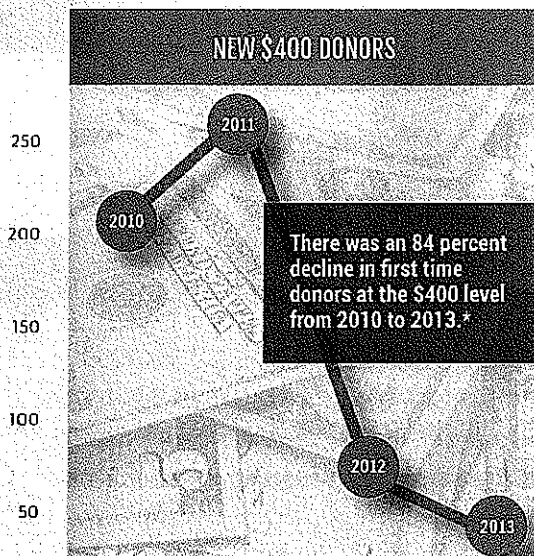 NEW $400 DONORS
250
200
150
100
50
2010
2011
2012
2013
There was an 84 percent
decline in first time
donors at the $400 level
from 2010 to 2013.*